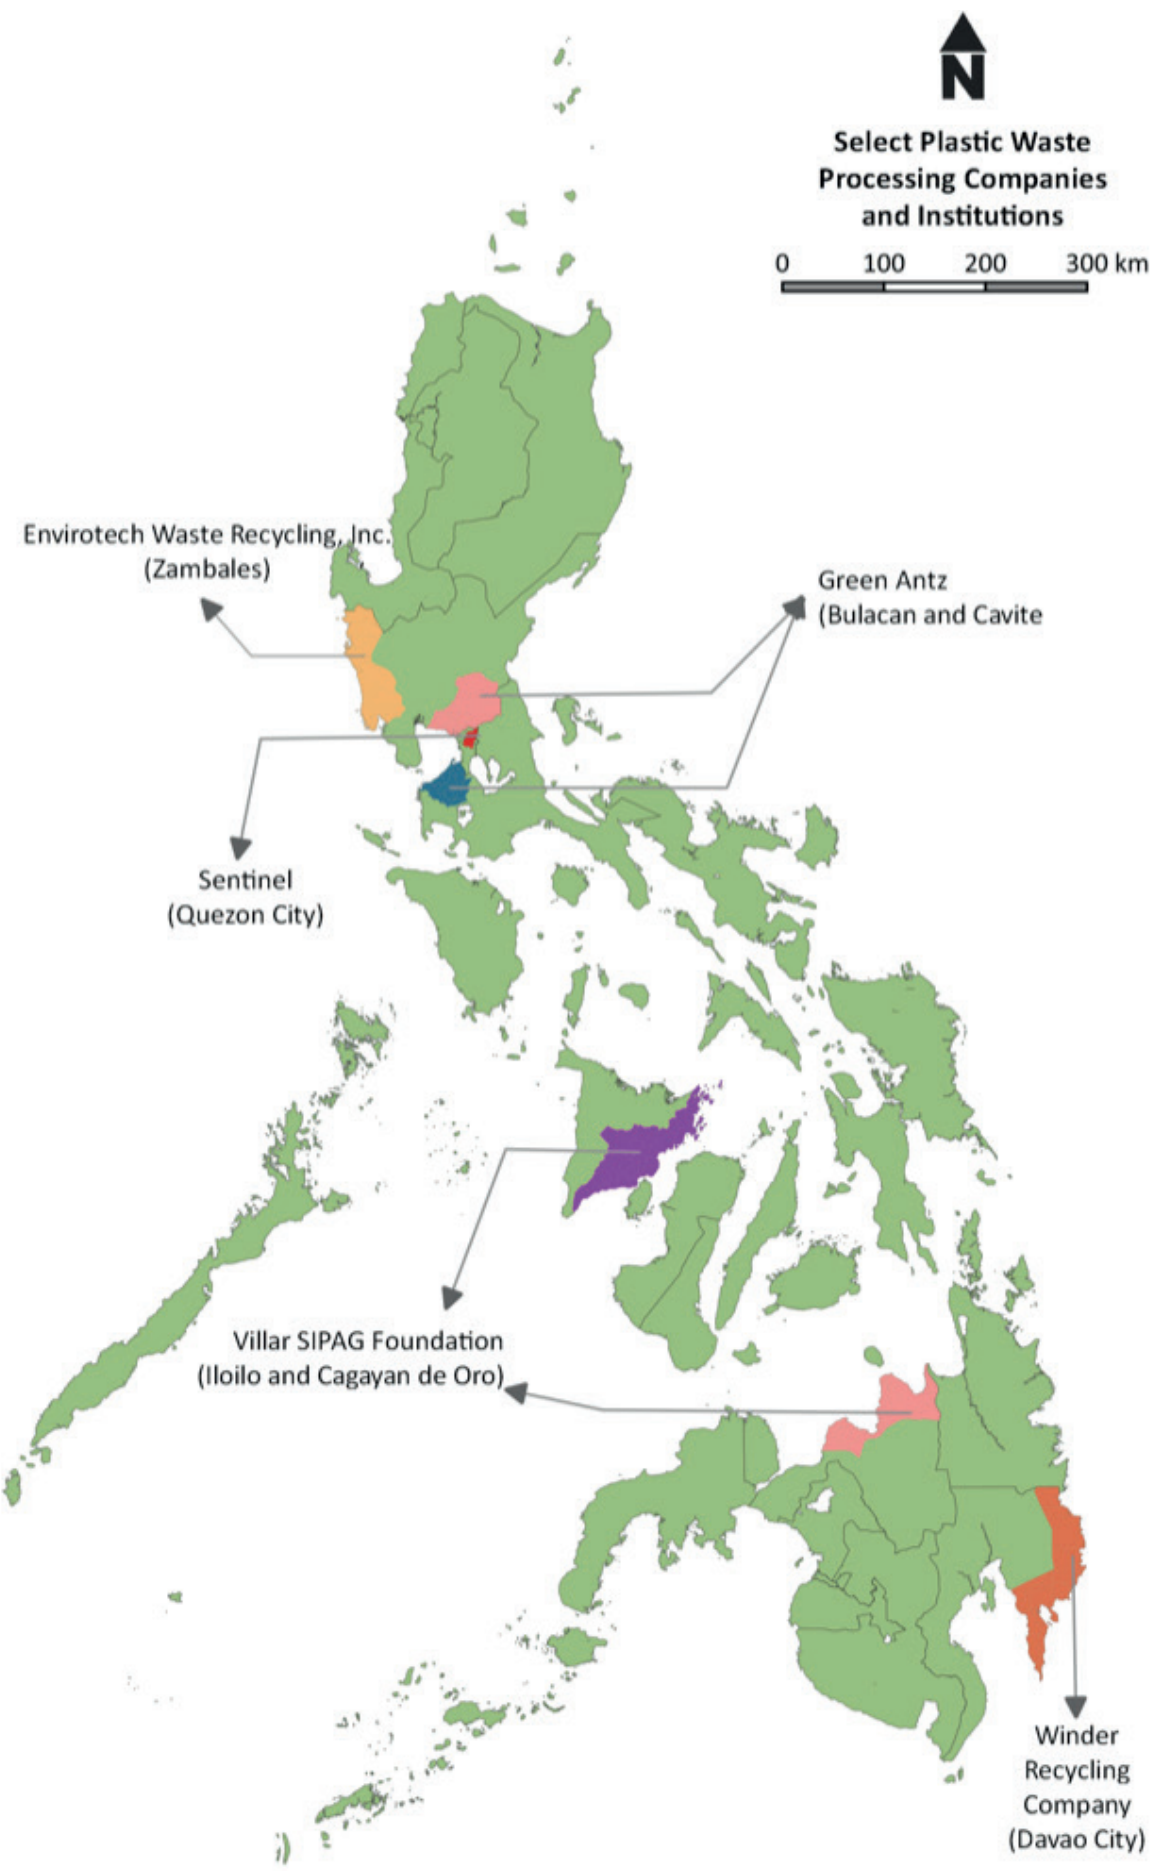 N
Select Plastic Waste
Processing Companies
and Institutions
0 100 200 300 km
Envirotech Waste Recycling, Inc.
(Zambales)
Green Antz
(Bulacan and Cavite
Sentinel
(Quezon City)
Villar SIPAG Foundation
(Iloilo and Cagayan de Oro)
Winder
Recycling
Company
(Davao City)